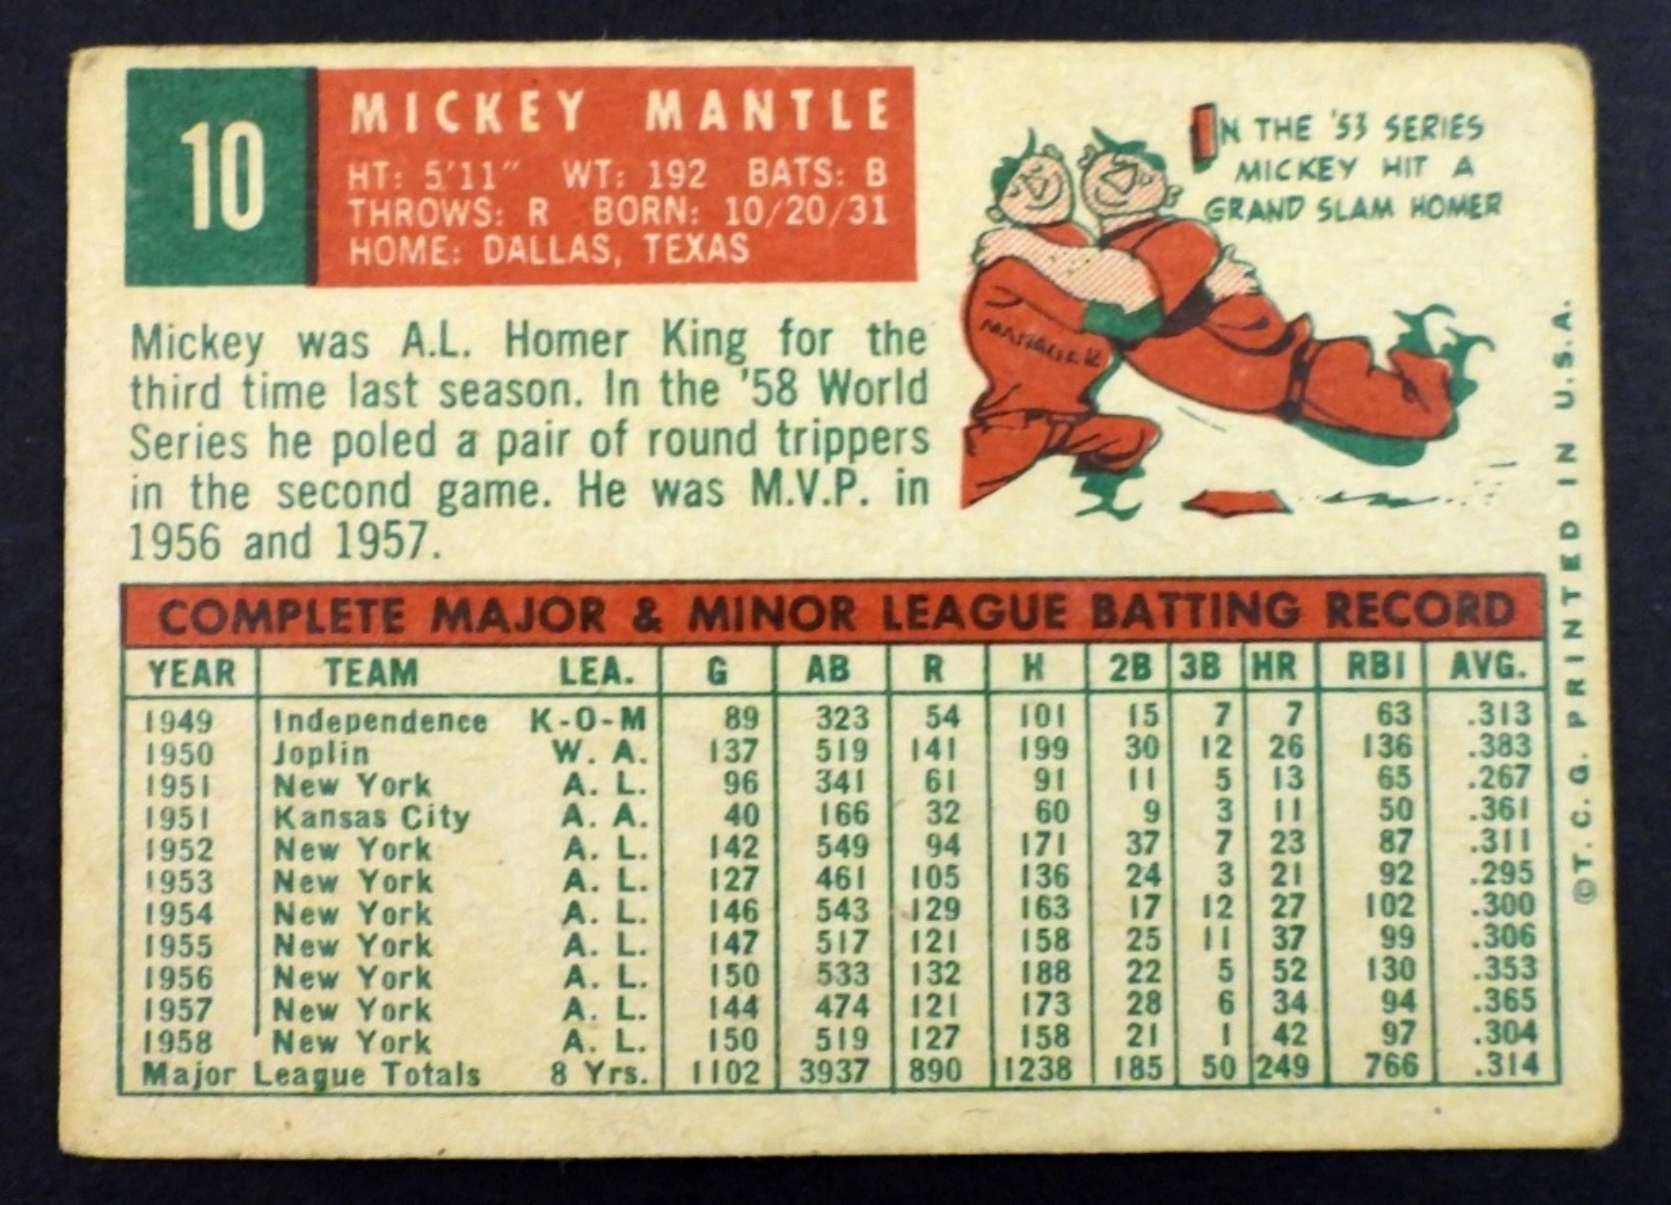 10
MICKEY MANTLE
HT: 5'11" WT: 192 BATS: B
THROWS: R BORN: 10/20/31
HOME: DALLAS, TEXAS
IN THE '53 SERIES
MICKEY HIT A
GRAND SLAM HOMER
MANAGER
Mickey was A.L. Homer King for the
third time last season. In the '58 World
Series he poled a pair of round trippers
in the second game. He was M.V.P. in
1956 and 1957.
COMPLETE MAJOR & MINOR LEAGUE BATTING RECORD
YEAR TEAM LEA. G AB R H 2B 3B HR RBI AVG.
1949 Independence K-O-M 89 323 54 101 15 7 7 63 .313
1950 Joplin W. A. 137 519 141 199 30 12 26 136 .383
1951 New York A. L. 96 341 61 91 11 5 13 65 .267
1951 Kansas City A. A. 40 166 32 60 9 3 11 50 .361
1952 New York A. L. 142 549 94 171 37 7 23 87 .311
1953 New York A. L. 127 461 105 136 24 3 21 92 .295
1954 New York A. L. 146 543 129 163 17 12 27 102 .300
1955 New York A. L. 147 517 121 158 25 11 37 99 .306
1956 New York A. L. 150 533 132 188 22 5 52 130 .353
1957 New York A. L. 144 474 121 173 28 6 34 94 .365
1958 New York A. L. 150 519 127 158 21 1 42 97 .304
Major League Totals 8 Yrs. 1102 3937 890 1238 185 50 249 766 .314
©T.C.G. PRINTED IN U.S.A.